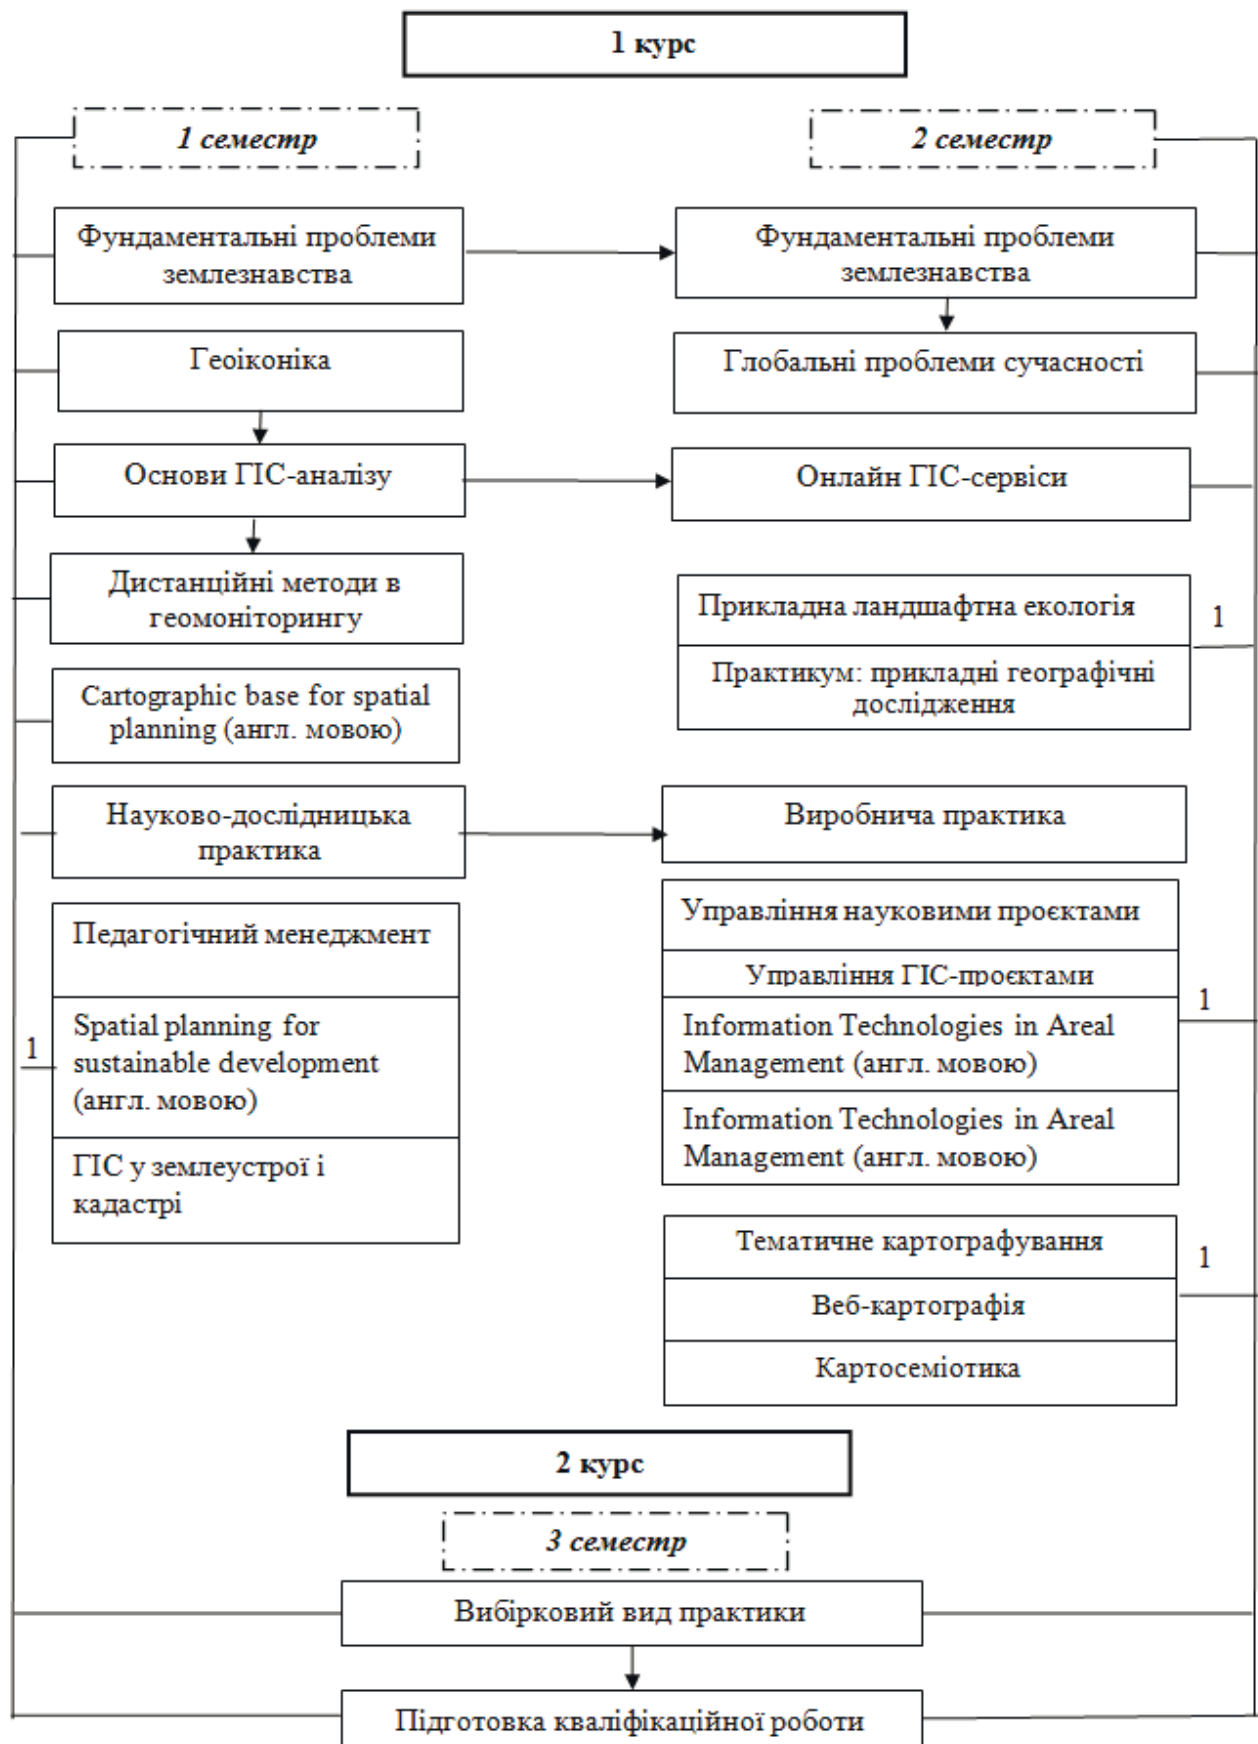 1 курс
1 семестр
2 семестр
Фундаментальні проблеми
землезнавства
Фундаментальні проблеми
землезнавства
Геоіконіка
Глобальні проблеми сучасності
Основи ГІС-аналізу
Онлайн ГІС-сервіси
Дистанційні методи в
геомоніторингу
Прикладна ландшафтна екологія
1
Практикум: прикладні географічні
дослідження
Cartographic base for spatial
planning (англ. мовою)
Науково-дослідницька
практика
Виробнича практика
Педагогічний менеджмент
Spatial planning for
sustainable development
(англ. мовою)
1
ГІС у землеустрої і
кадастрі
Управління науковими проєктами
Управління ГІС-проєктами
1
Information Technologies in Areal
Management (англ. мовою)
Information Technologies in Areal
Management (англ. мовою)
Тематичне картографування
1
Веб-картографія
Картосеміотика
2 курс
3 семестр
Вибірковий вид практики
Підготовка кваліфікаційної роботи